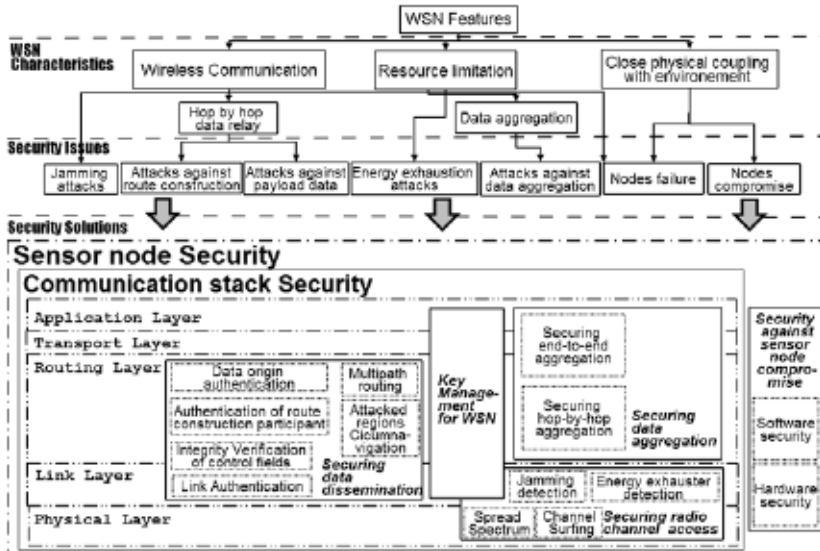 WSN Features
WSN
Characteristics
Wireless Communication
Resource limitation
Close physical coupling
with environement
Hop by hop
data relay
Data aggregation
Security Issues
Jamming
attacks
Attacks against
route construction
Attacks against
payload data
Energy exhaustion
attacks
Attacks against
data aggregation
Nodes failure
Nodes
compromise
Security Solutions
Sensor node Security
Communication stack Security
Application Layer
Transport Layer
Routing Layer
Link Layer
Physical Layer
Data origin
authentication
Multipath
routing
Authentication of route
construction participant
Attacked
regions
Cicumna-
vigation
Integrity Verification
of control fields
Link Authentication
Securing
data
dissemination
Key
Manage-
ment
for WSN
Securing
end-to-end
aggregation
Securing
hop-by-hop
aggregation
Securing
data
aggregation
Jamming
detection
Energy exhauster
detection
Spread
Spectrum
Channel
Surfing
Securing radio
channel access
Security
against
sensor
node
compro-
mise
Software
security
Hardware
security